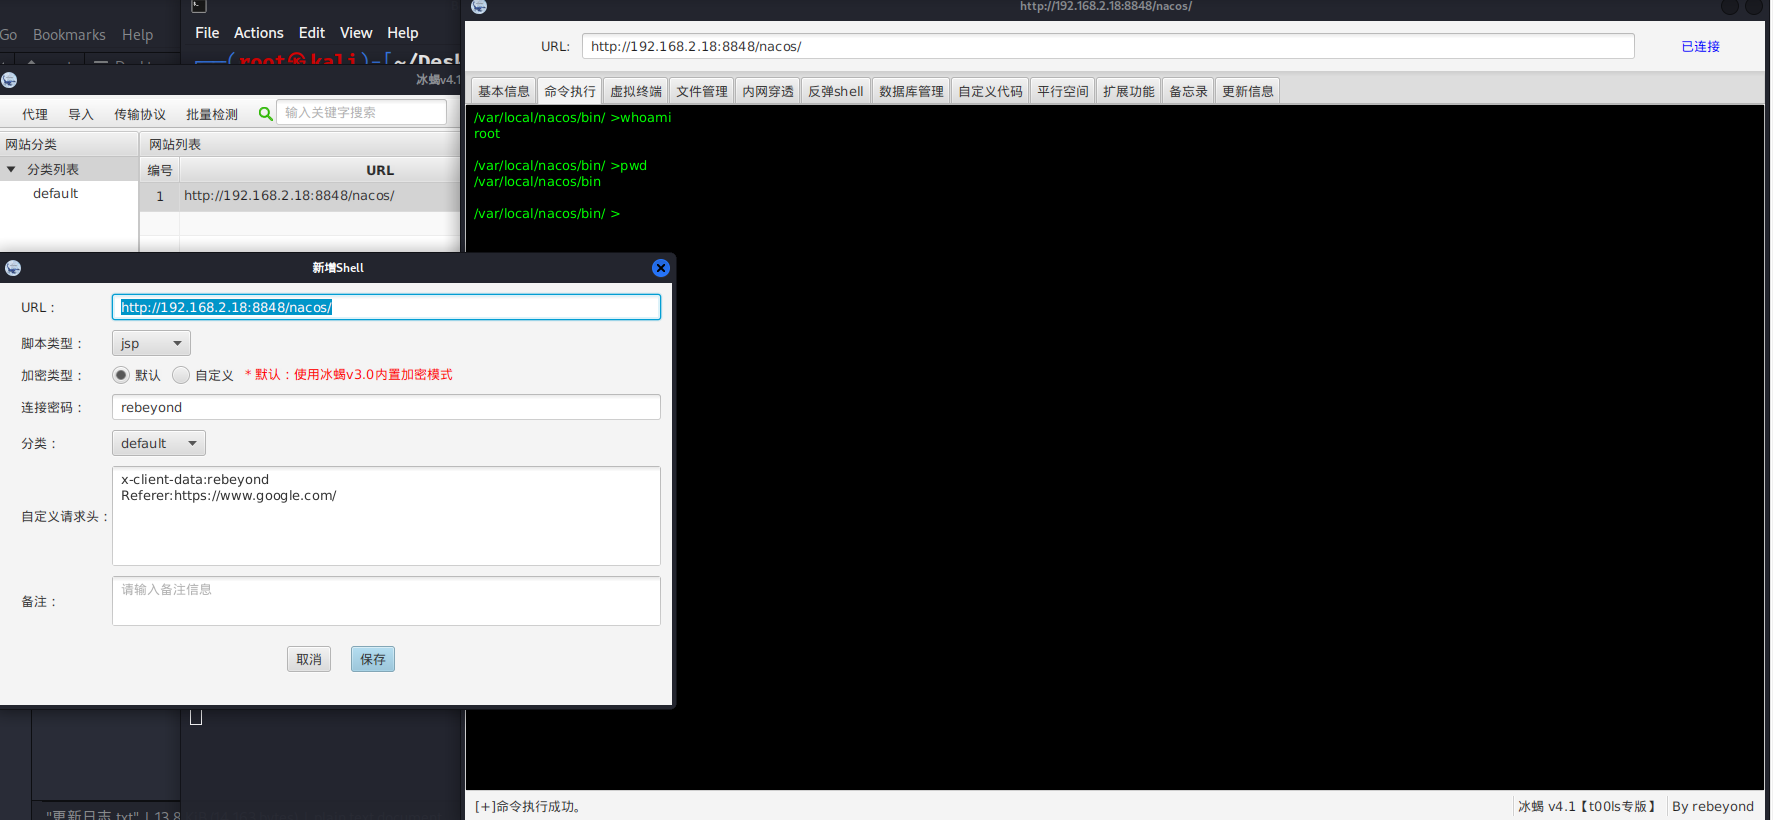 Go Bookmarks Help
File Actions Edit View Help
(root㉿kali)-[~/Desk
冰蝎v4.1
代理 导入 传输协议 批量检测 输入关键字搜索
网站分类 网站列表
分类列表 编号 URL
default 1 http://192.168.2.18:8848/nacos/
新增Shell
URL： http://192.168.2.18:8848/nacos/
脚本类型： jsp
加密类型： 默认 自定义 * 默认：使用冰蝎v3.0内置加密模式
连接密码： rebeyond
分类： default
自定义请求头： x-client-data:rebeyond
Referer:https://www.google.com/
备注： 请输入备注信息
取消 保存
"更新日志.txt" | 13.8
http://192.168.2.18:8848/nacos/
URL: http://192.168.2.18:8848/nacos/ 已连接
基本信息 命令执行 虚拟终端 文件管理 内网穿透 反弹shell 数据库管理 自定义代码 平行空间 扩展功能 备忘录 更新信息
/var/local/nacos/bin/ >whoami
root
/var/local/nacos/bin/ >pwd
/var/local/nacos/bin
/var/local/nacos/bin/ >
[+]命令执行成功。 冰蝎 v4.1【t00ls专版】 By rebeyond